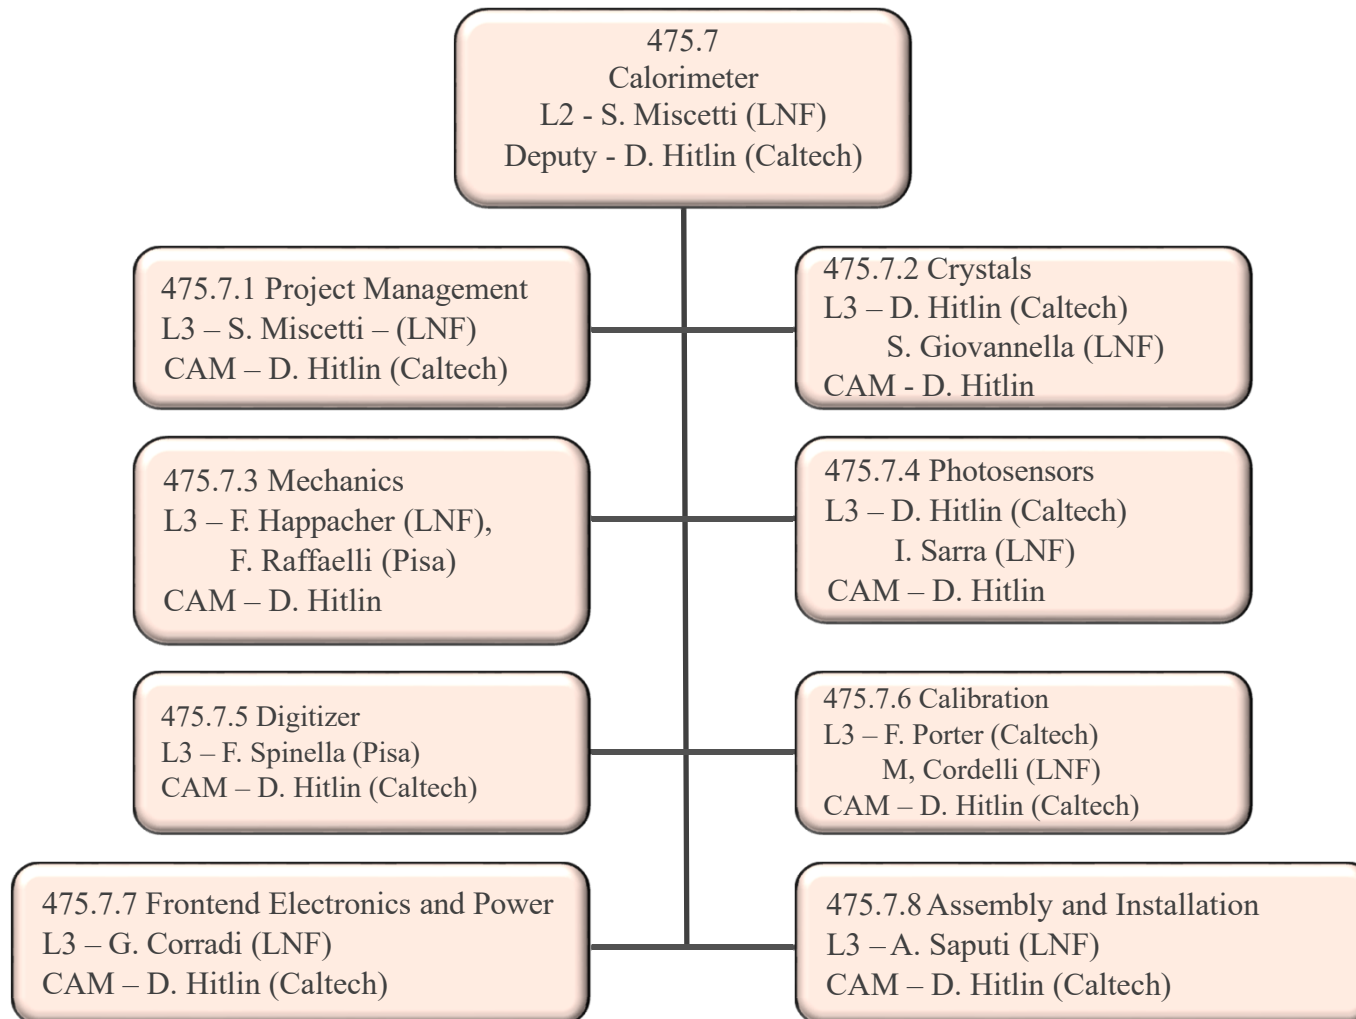 475.7
Calorimeter
L2 - S. Miscetti (LNF)
Deputy - D. Hitlin (Caltech)
475.7.1 Project Management
L3 – S. Miscetti – (LNF)
CAM – D. Hitlin (Caltech)
475.7.2 Crystals
L3 – D. Hitlin (Caltech)
S. Giovannella (LNF)
CAM - D. Hitlin
475.7.3 Mechanics
L3 – F. Happacher (LNF),
F. Raffaelli (Pisa)
CAM – D. Hitlin
475.7.4 Photosensors
L3 – D. Hitlin (Caltech)
I. Sarra (LNF)
CAM – D. Hitlin
475.7.5 Digitizer
L3 – F. Spinella (Pisa)
CAM – D. Hitlin (Caltech)
475.7.6 Calibration
L3 – F. Porter (Caltech)
M, Cordelli (LNF)
CAM – D. Hitlin (Caltech)
475.7.7 Frontend Electronics and Power
L3 – G. Corradi (LNF)
CAM – D. Hitlin (Caltech)
475.7.8 Assembly and Installation
L3 – A. Saputi (LNF)
CAM – D. Hitlin (Caltech)